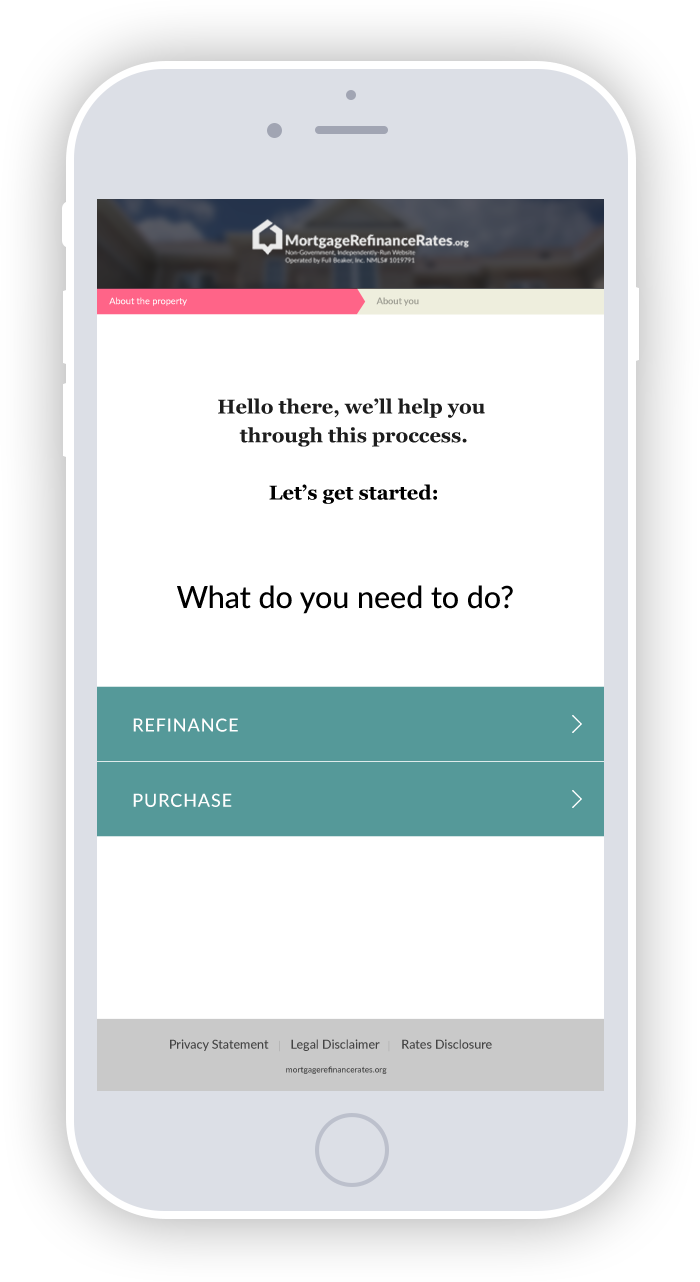 MortgageRefinanceRates.org
Non-Government, Independently-Run Website
Operated by Full Beaker, Inc. NMLS# 1019791
About the property
About you
Hello there, we’ll help you
through this proccess.
Let’s get started:
What do you need to do?
REFINANCE
PURCHASE
Privacy Statement | Legal Disclaimer | Rates Disclosure
mortgagerefinancerates.org